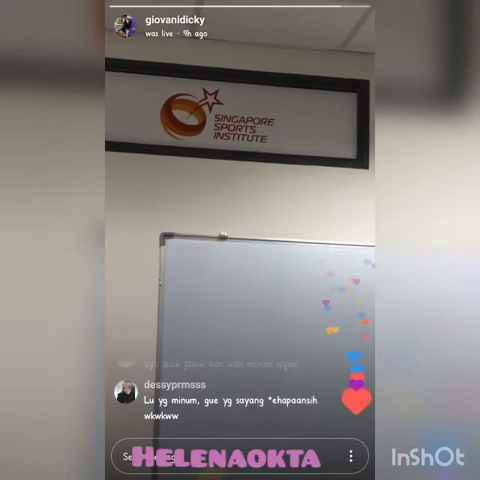 giovanidicky
was live • 9h ago
SINGAPORE
SPORTS
INSTITUTE
dessyprmsss
Lu yg minum, gue yg sayang *ehapaansih
wkwkww
HELENAOKTA
InShOt